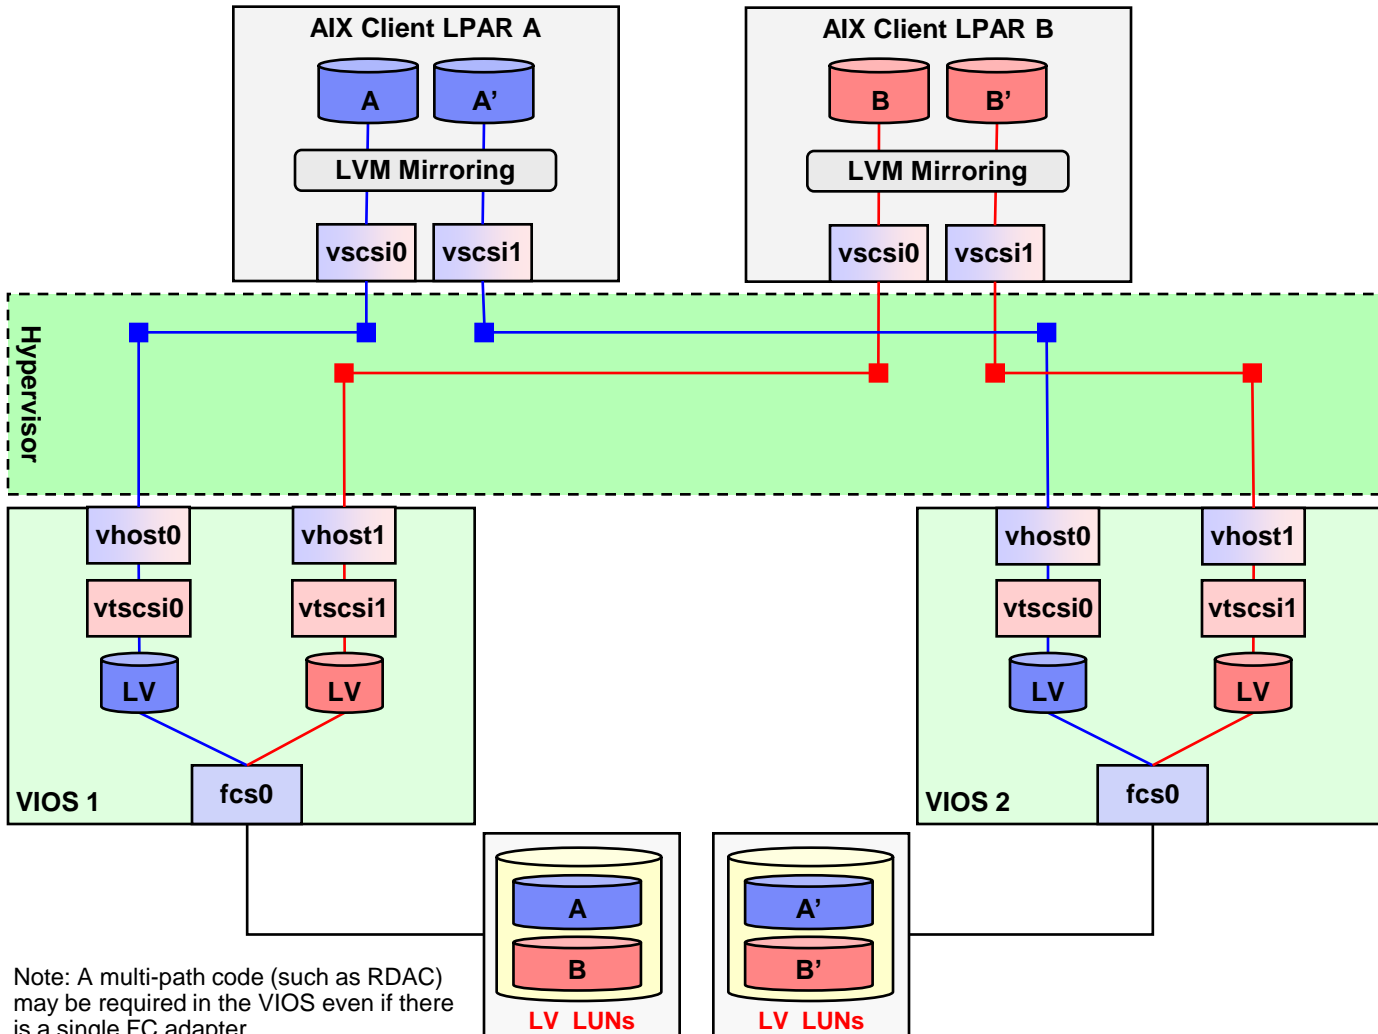 AIX Client LPAR A
AIX Client LPAR B
A
A’
B
B’
LVM Mirroring
LVM Mirroring
vscsi0
vscsi1
vscsi0
vscsi1
Hypervisor
vhost0
vhost1
vhost0
vhost1
vtscsi0
vtscsi1
vtscsi0
vtscsi1
LV
LV
LV
LV
fcs0
VIOS 1
fcs0
VIOS 2
A
A’
B
B’
Note: A multi-path code (such as RDAC)
may be required in the VIOS even if there
is a single FC adapter
LV LUNs
LV LUNs